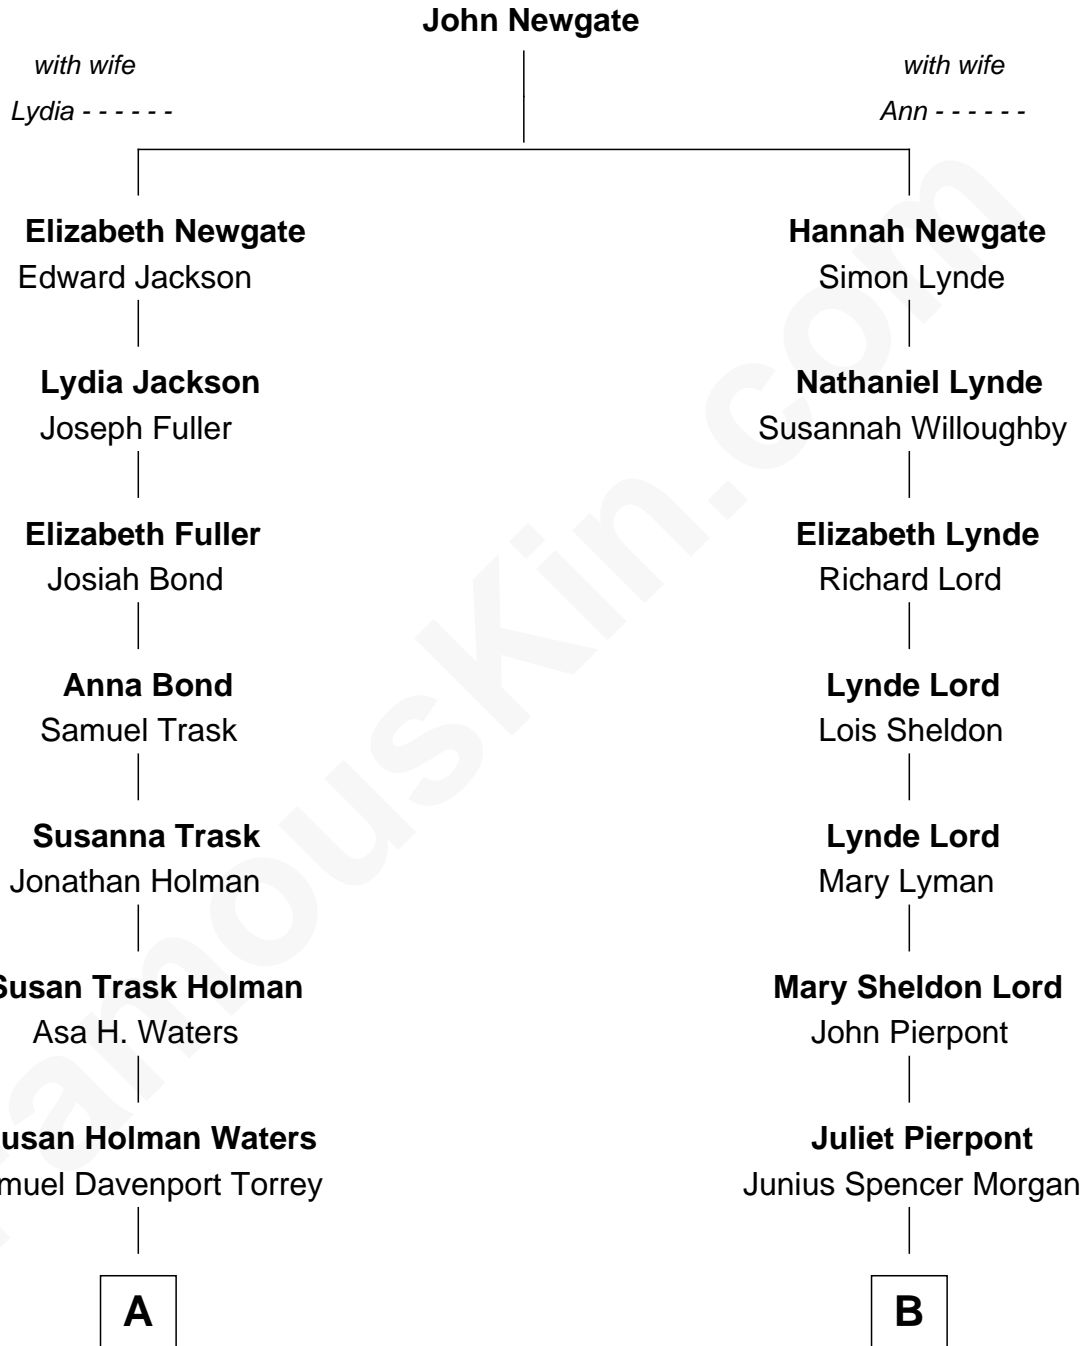 John Newgate
with wife
Lydia - - - - - -
with wife
Ann - - - - - -
Elizabeth Newgate
Edward Jackson
Hannah Newgate
Simon Lynde
Lydia Jackson
Joseph Fuller
Nathaniel Lynde
Susannah Willoughby
Elizabeth Fuller
Josiah Bond
Elizabeth Lynde
Richard Lord
Anna Bond
Samuel Trask
Lynde Lord
Lois Sheldon
Susanna Trask
Jonathan Holman
Lynde Lord
Mary Lyman
Susan Trask Holman
Asa H. Waters
Mary Sheldon Lord
John Pierpont
usan Holman Waters
muel Davenport Torrey
Juliet Pierpont
Junius Spencer Morgan
A
B
FamousKin.com